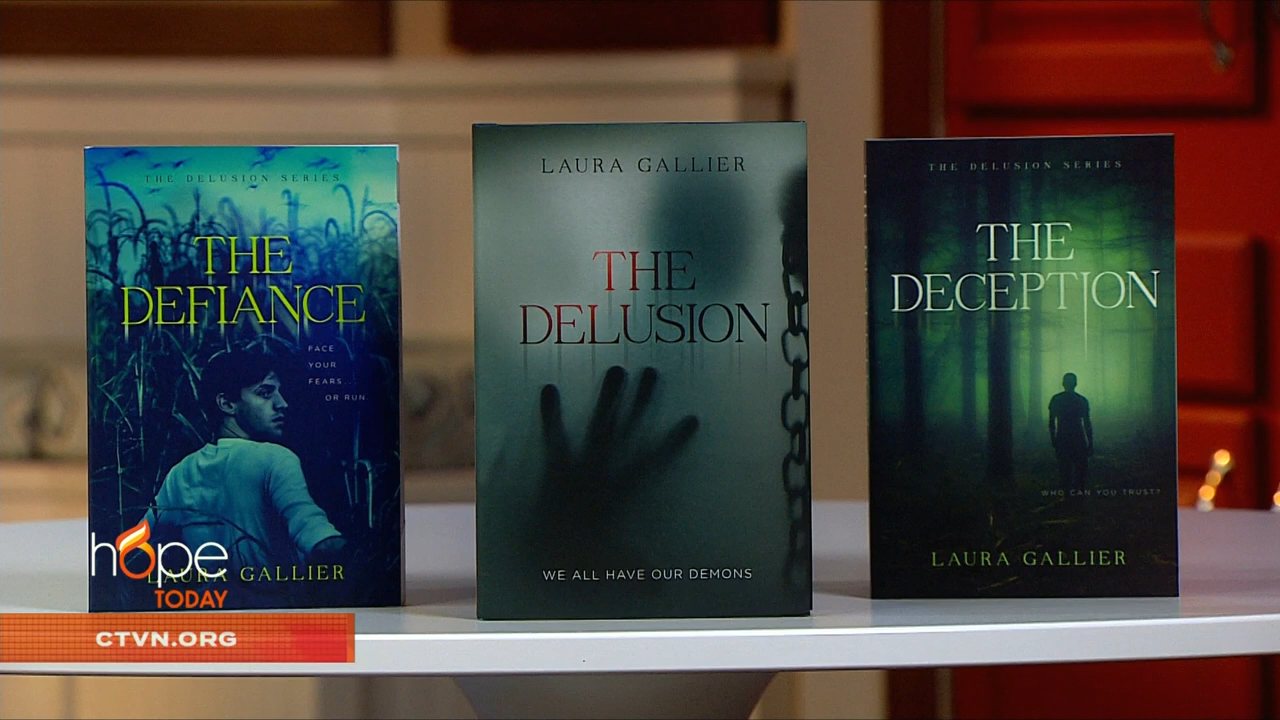 THE DELUSION SERIES
THE
DEFIANCE
FACE
YOUR
FEARS...
OR RUN
LAURA GALLIER
LAURA GALLIER
THE
DELUSION
WE ALL HAVE OUR DEMONS
THE DELUSION SERIES
THE
DECEPTION
WHO CAN YOU TRUST?
LAURA GALLIER
hope
TODAY
CTVN.ORG